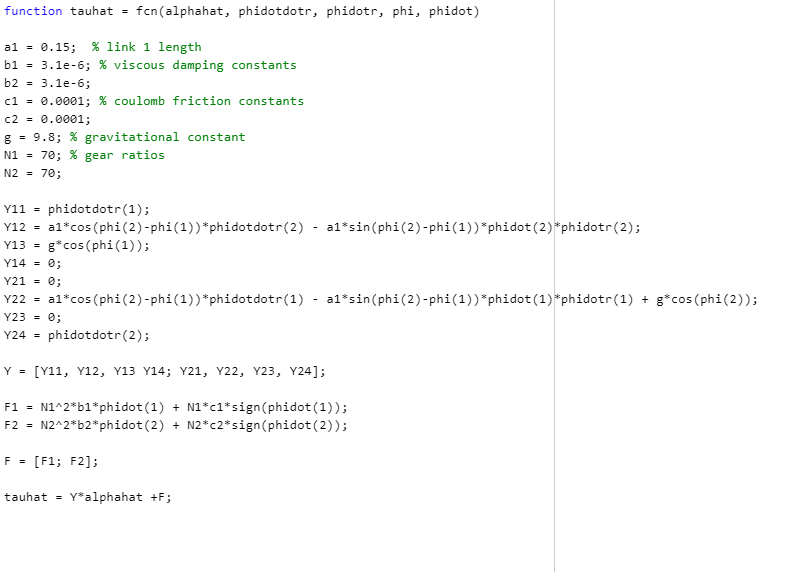 function tauhat = fcn(alphahat, phidotdotr, phidotr, phi, phidot)
a1 = 0.15;  % link 1 length
b1 = 3.1e-6; % viscous damping constants
b2 = 3.1e-6;
c1 = 0.0001; % coulomb friction constants
c2 = 0.0001;
g = 9.8; % gravitational constant
N1 = 70; % gear ratios
N2 = 70;
Y11 = phidotdotr(1);
Y12 = a1*cos(phi(2)-phi(1))*phidotdotr(2) - a1*sin(phi(2)-phi(1))*phidot(2)*phidotr(2);
Y13 = g*cos(phi(1));
Y14 = 0;
Y21 = 0;
Y22 = a1*cos(phi(2)-phi(1))*phidotdotr(1) - a1*sin(phi(2)-phi(1))*phidot(1)*phidotr(1) + g*cos(phi(2));
Y23 = 0;
Y24 = phidotdotr(2);
Y = [Y11, Y12, Y13 Y14; Y21, Y22, Y23, Y24];
F1 = N1^2*b1*phidot(1) + N1*c1*sign(phidot(1));
F2 = N2^2*b2*phidot(2) + N2*c2*sign(phidot(2));
F = [F1; F2];
tauhat = Y*alphahat +F;